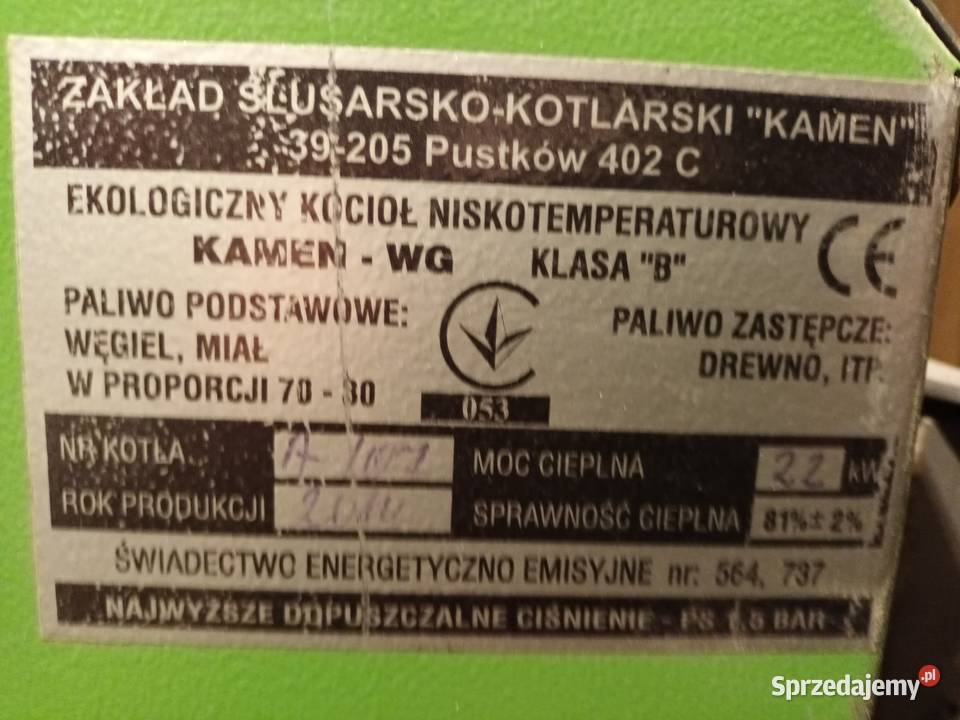 ZAKŁAD ŚLUSARSKO-KOTLARSKI "KAMEN"
39-205 Pustków 402 C
EKOLOGICZNY KOCIOŁ NISKOTEMPERATUROWY
KAMEN - WG KLASA "B"
CE
PALIWO PODSTAWOWE:
WĘGIEL, MIAŁ
W PROPORCJI 70 - 30
053
PALIWO ZASTĘPCZE:
DREWNO, ITP.
NR KOTŁA
MOC CIEPLNA 22 kW
ROK PRODUKCJI
SPRAWNOŚĆ CIEPLNA 81% ± 2%
ŚWIADECTWO ENERGETYCZNO EMISYJNE nr: 564, 737
NAJWYŻSZE DOPUSZCZALNE CIŚNIENIE - PS 1,5 BAR
Sprzedajemy.pl